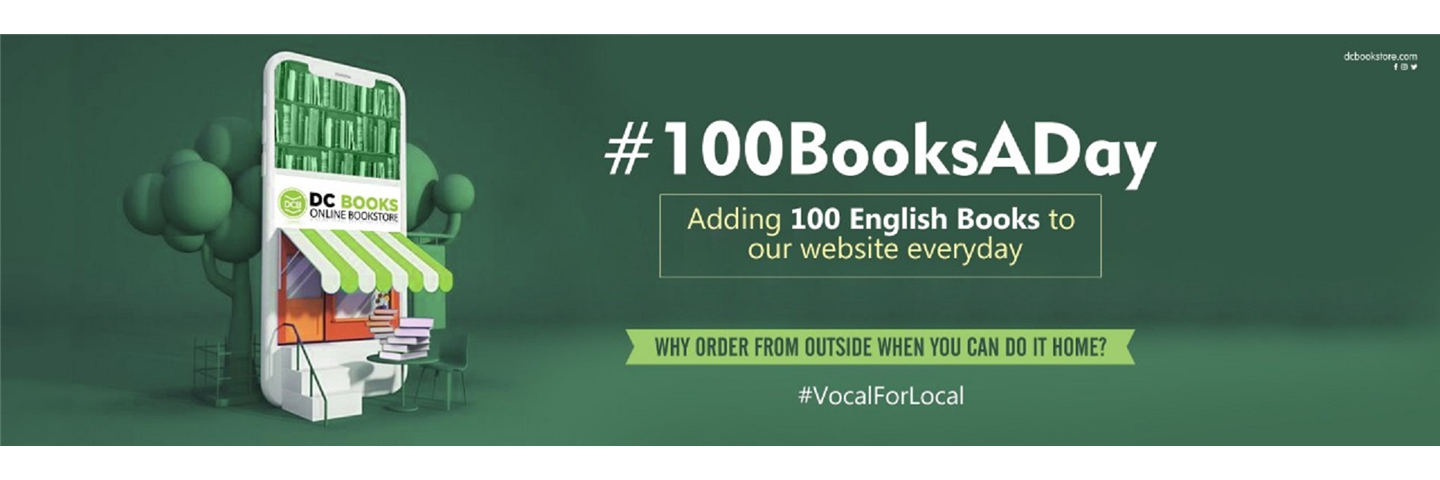 dcbookstore.com
#100BooksADay
DCB
DC BOOKS
ONLINE BOOKSTORE
Adding 100 English Books to
our website everyday
WHY ORDER FROM OUTSIDE WHEN YOU CAN DO IT HOME?
#VocalForLocal